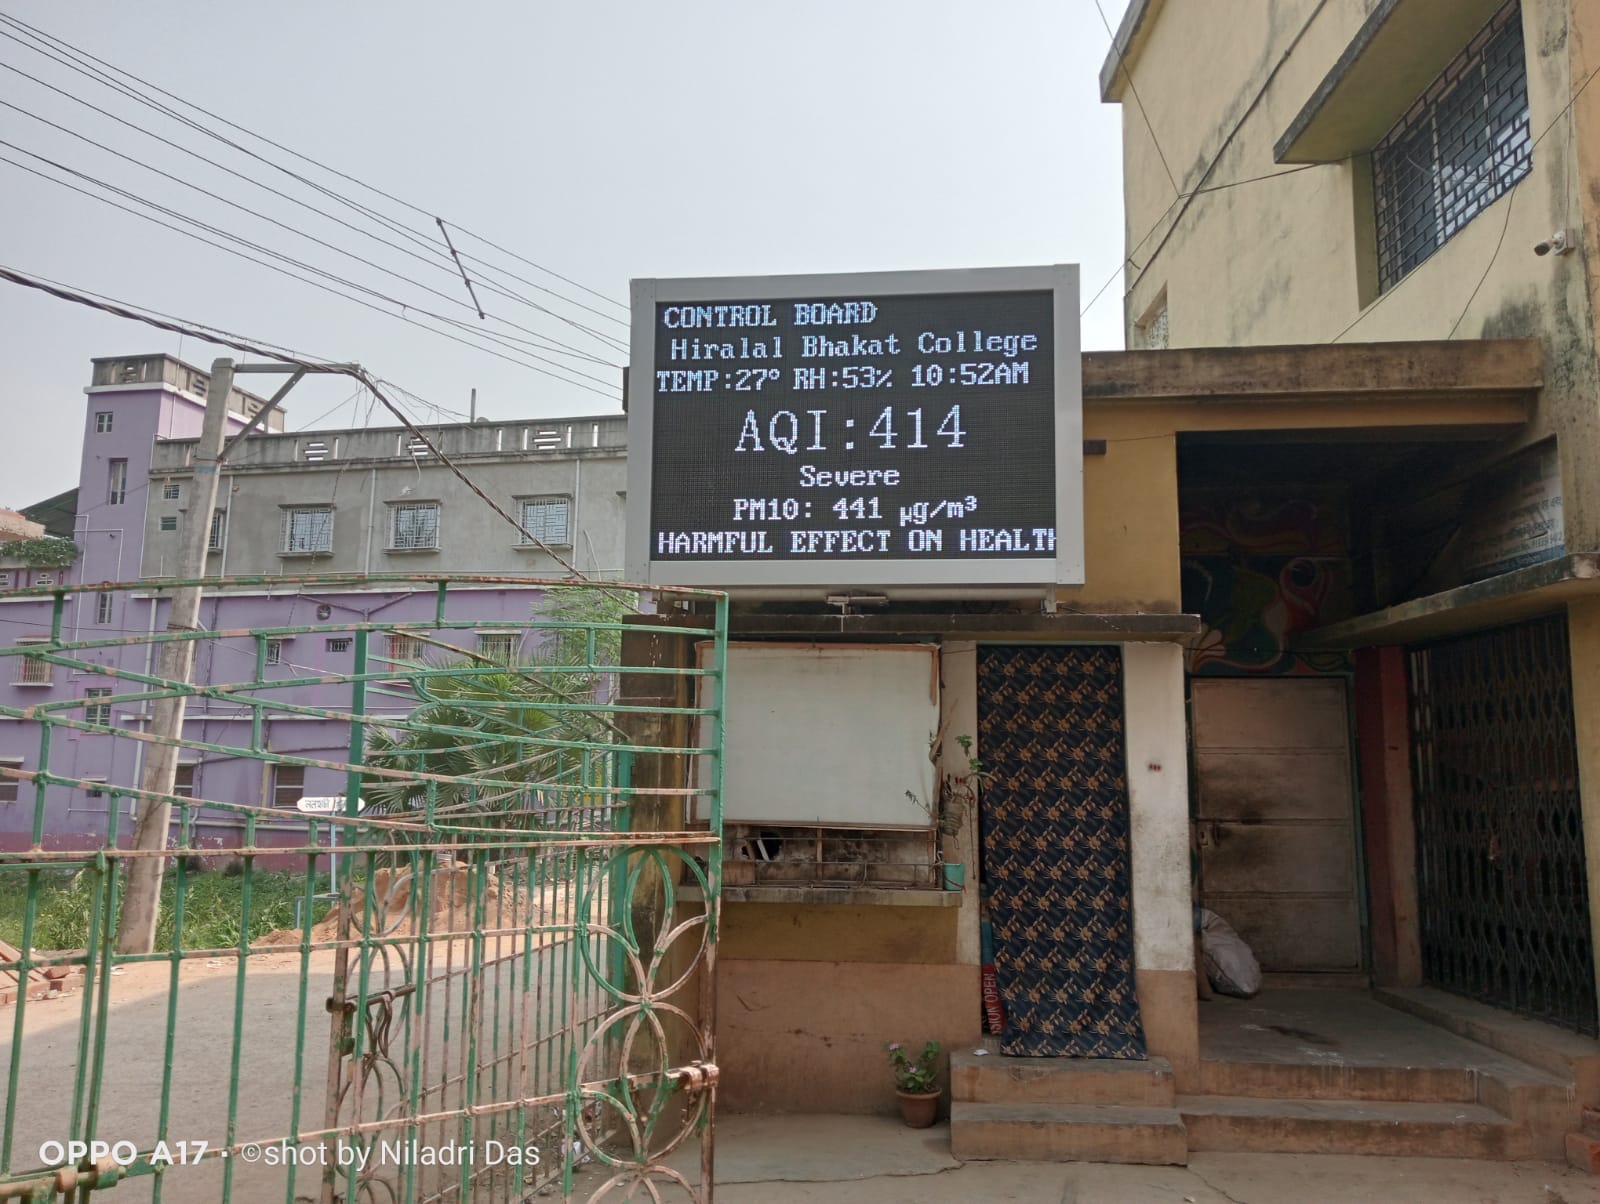 CONTROL BOARD
Hiralal Bhakat College
TEMP:27° RH:53% 10:52AM
AQI:414
Severe
PM10: 441 µg/m³
HARMFUL EFFECT ON HEALTH
OPEN
OPPO A17 · ©shot by Niladri Das